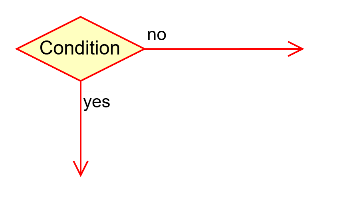 no
Condition
yes